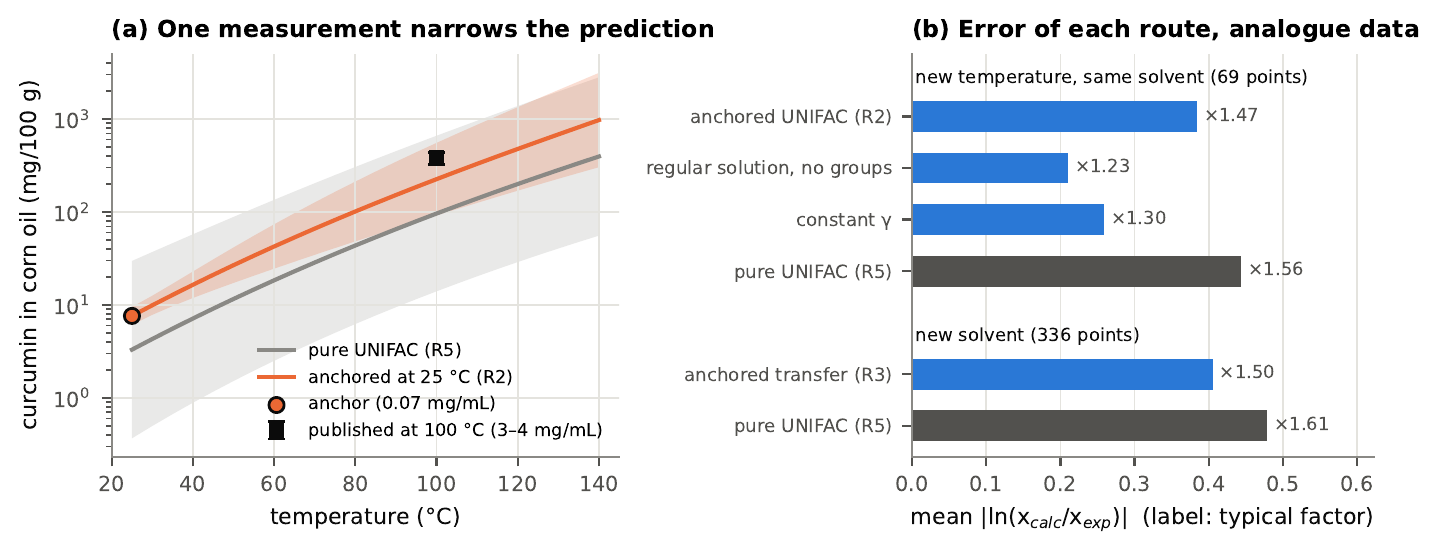 (a) One measurement narrows the prediction
curcumin in corn oil (mg/100 g)
10³
10²
10¹
10⁰
pure UNIFAC (R5)
anchored at 25 °C (R2)
anchor (0.07 mg/mL)
published at 100 °C (3–4 mg/mL)
20 40 60 80 100 120 140
temperature (°C)
(b) Error of each route, analogue data
new temperature, same solvent (69 points)
anchored UNIFAC (R2) ×1.47
regular solution, no groups ×1.23
constant γ ×1.30
pure UNIFAC (R5) ×1.56
new solvent (336 points)
anchored transfer (R3) ×1.50
pure UNIFAC (R5) ×1.61
0.0 0.1 0.2 0.3 0.4 0.5 0.6
mean |ln(x_calc/x_exp)| (label: typical factor)